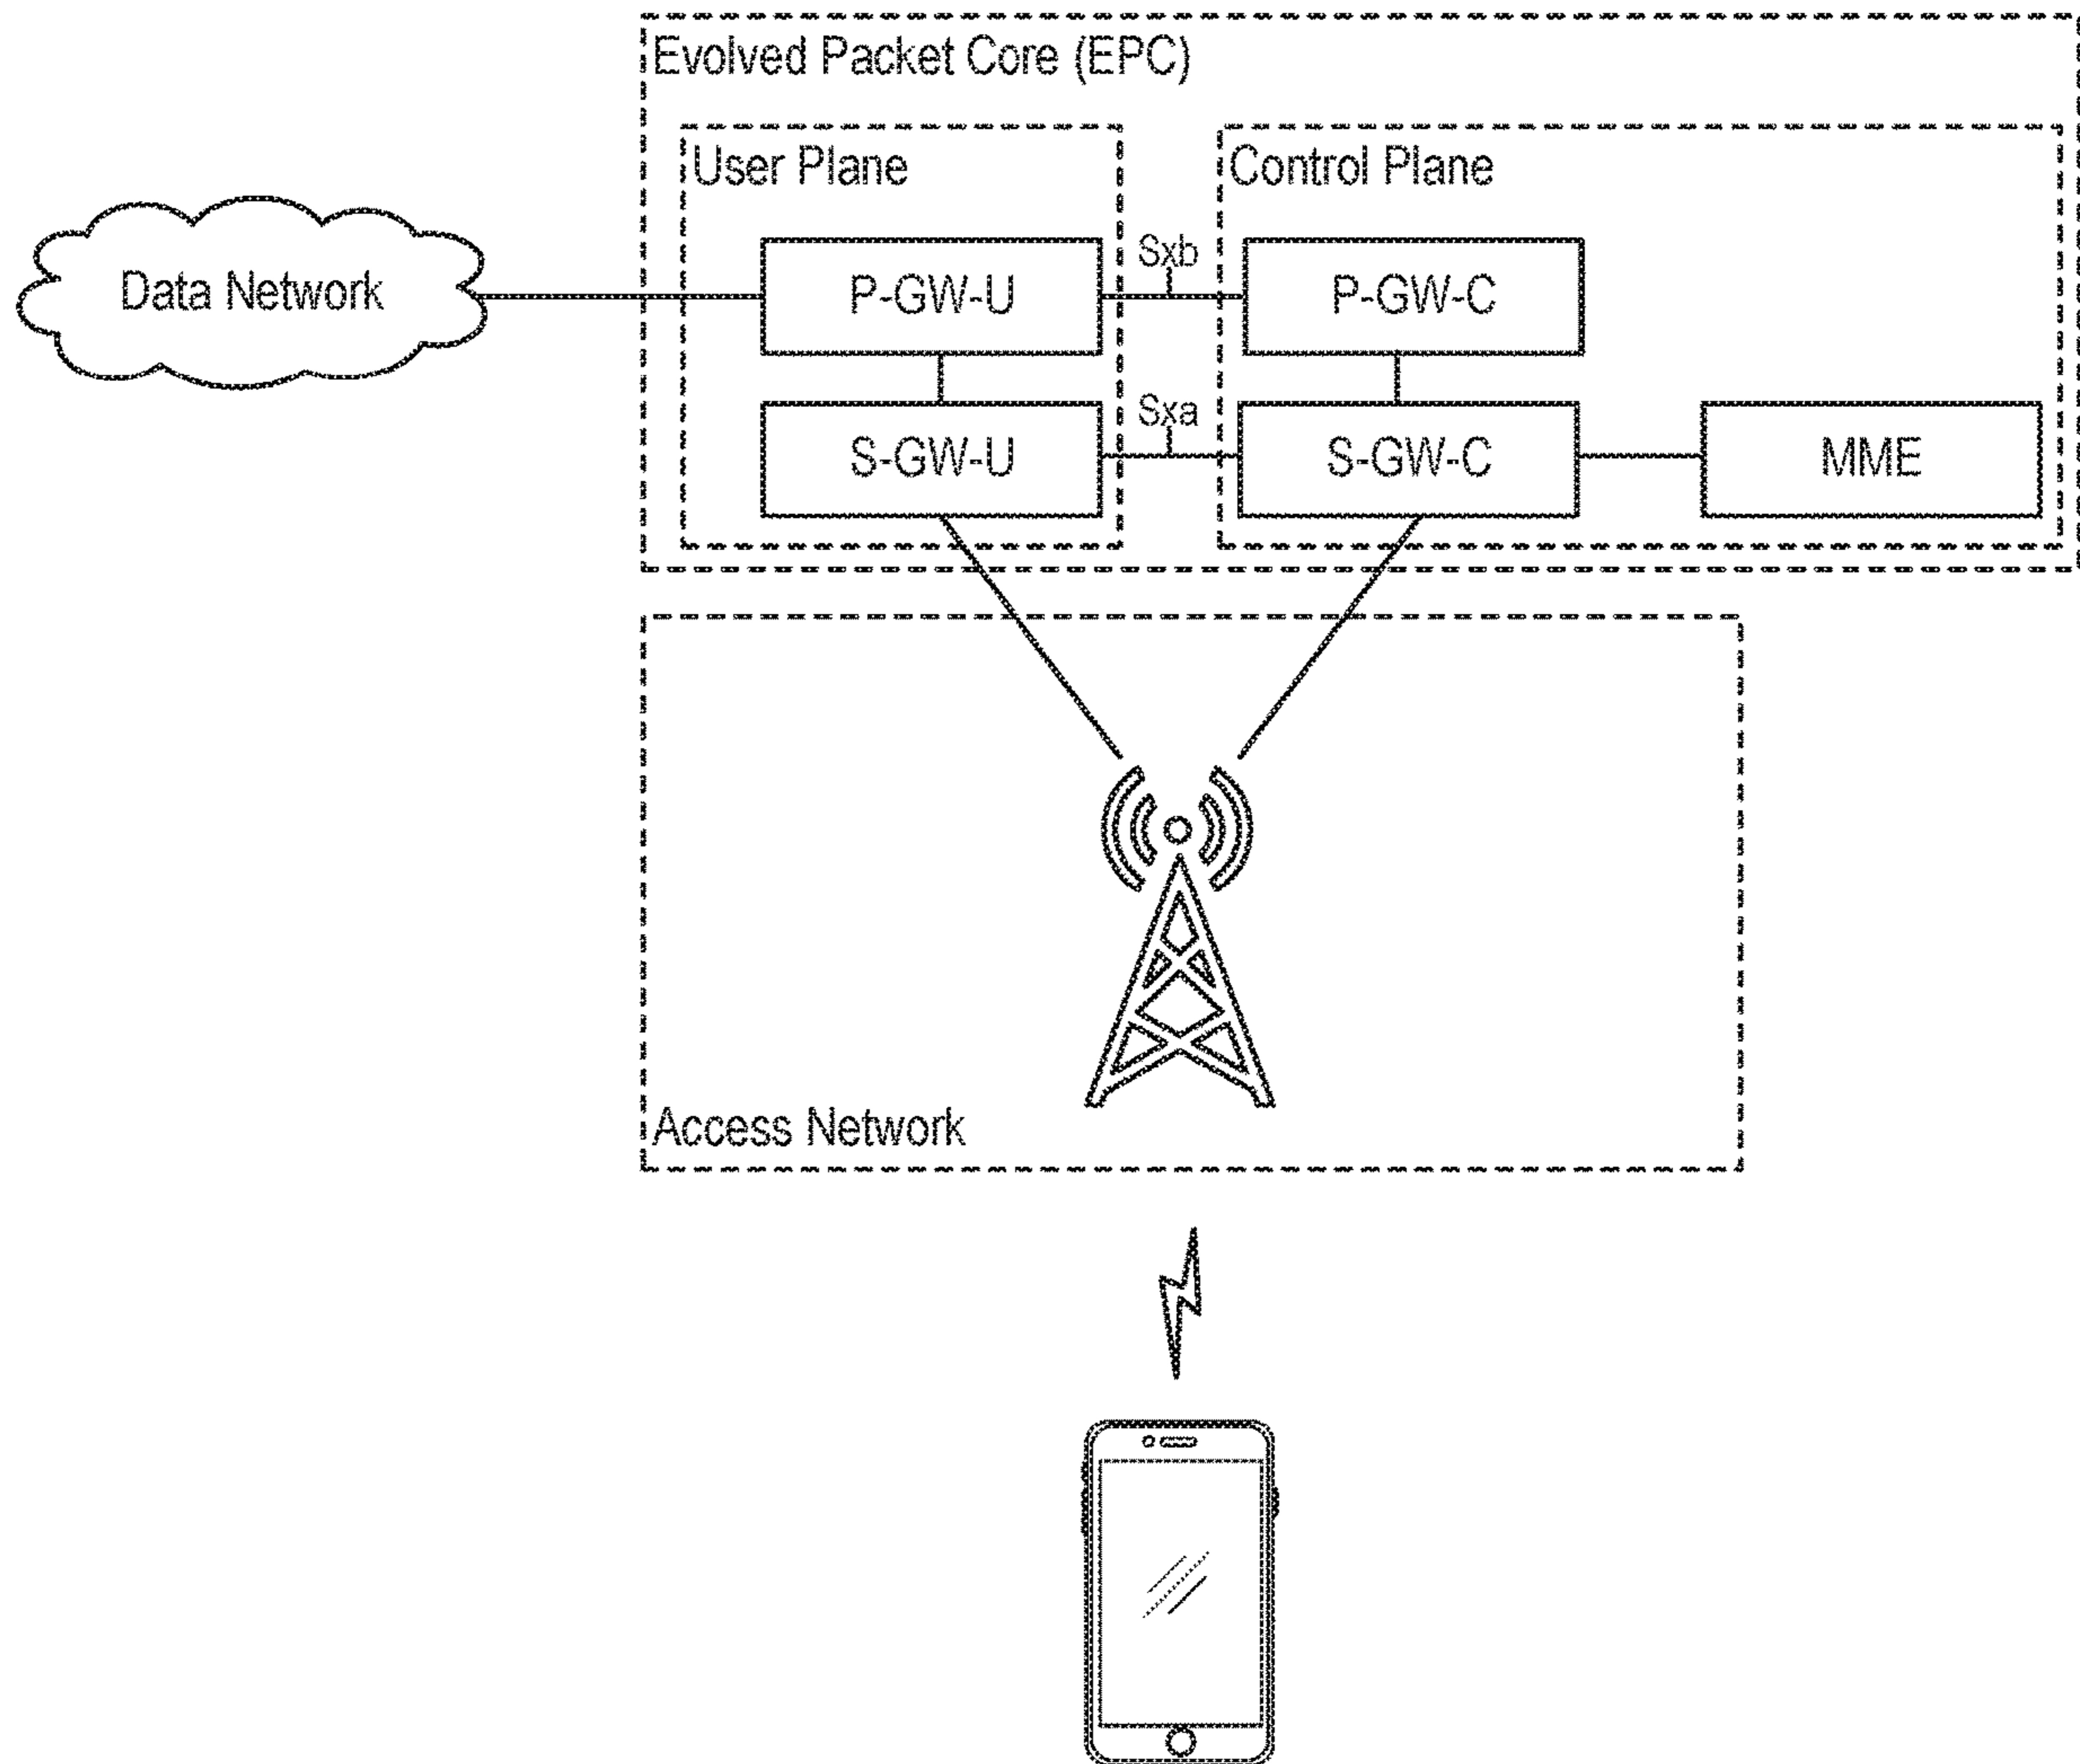 Evolved Packet Core (EPC)
User Plane
Control Plane
Data Network
P-GW-U
Sxb
P-GW-C
S-GW-U
Sxa
S-GW-C
MME
Access Network